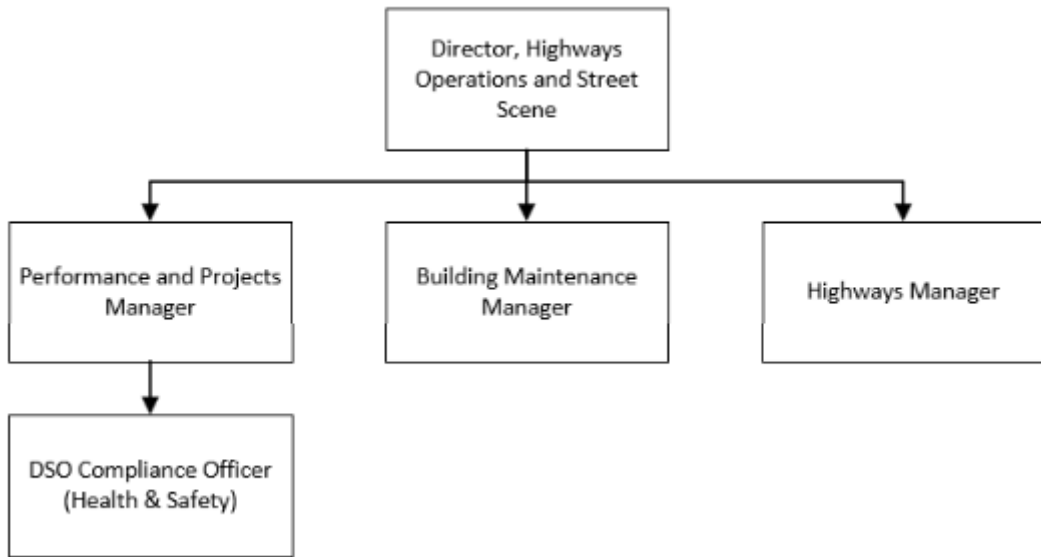 Director, Highways
Operations and Street
Scene
Performance and Projects
Manager
Building Maintenance
Manager
Highways Manager
DSO Compliance Officer
(Health & Safety)